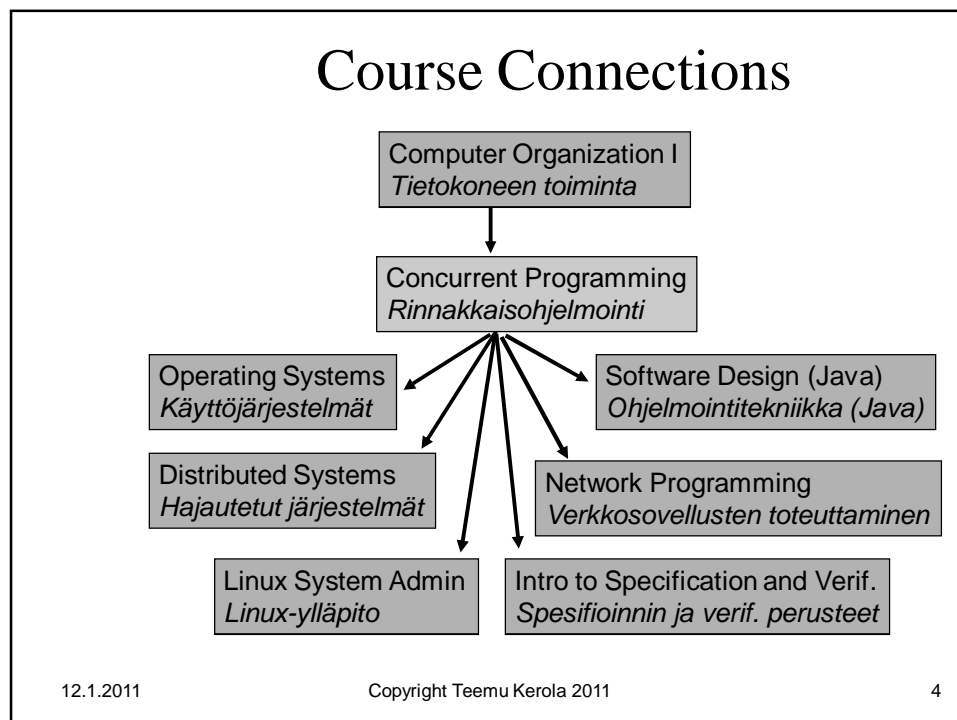 Course Connections
Computer Organization I
Tietokoneen toiminta
Concurrent Programming
Rinnakkaisohjelmointi
Operating Systems
Käyttöjärjestelmät
Software Design (Java)
Ohjelmointitekniikka (Java)
Distributed Systems
Hajautetut järjestelmät
Network Programming
Verkkosovellusten toteuttaminen
Linux System Admin
Linux-ylläpito
Intro to Specification and Verif.
Spesifioinnin ja verif. perusteet
12.1.2011
Copyright Teemu Kerola 2011
4